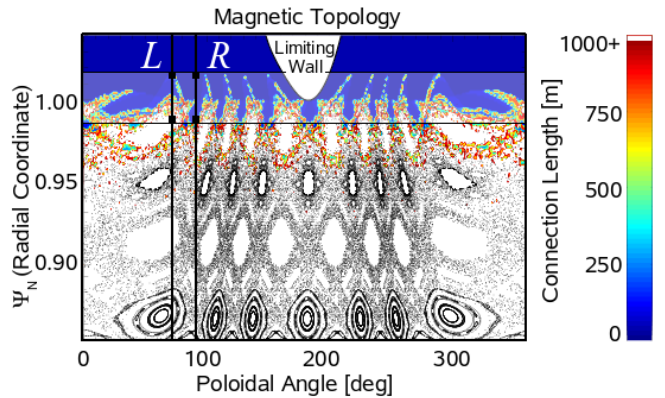 Magnetic Topology
L
R
Limiting
Wall
1.00
0.95
0.90
Ψ_N (Radial Coordinate)
0
100
200
300
Poloidal Angle [deg]
1000+
750
500
250
0
Connection Length [m]